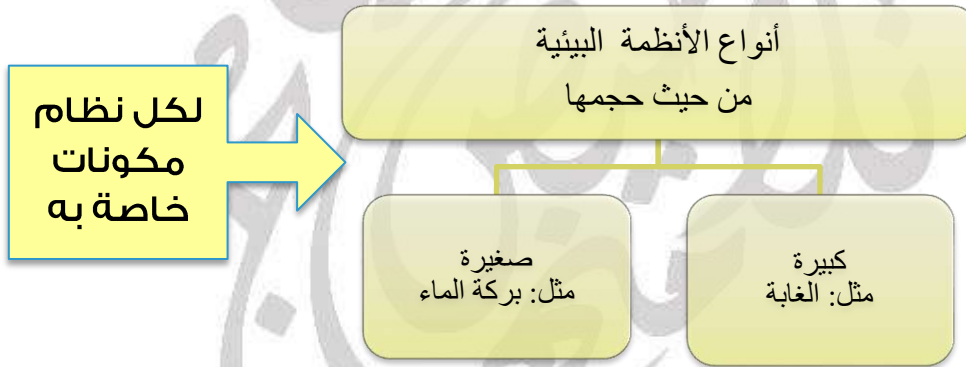 أنواع الأنظمة البيئية
من حيث حجمها
لكل نظام
مكونات
خاصة به
كبيرة
مثل: الغابة
صغيرة
مثل: بركة الماء